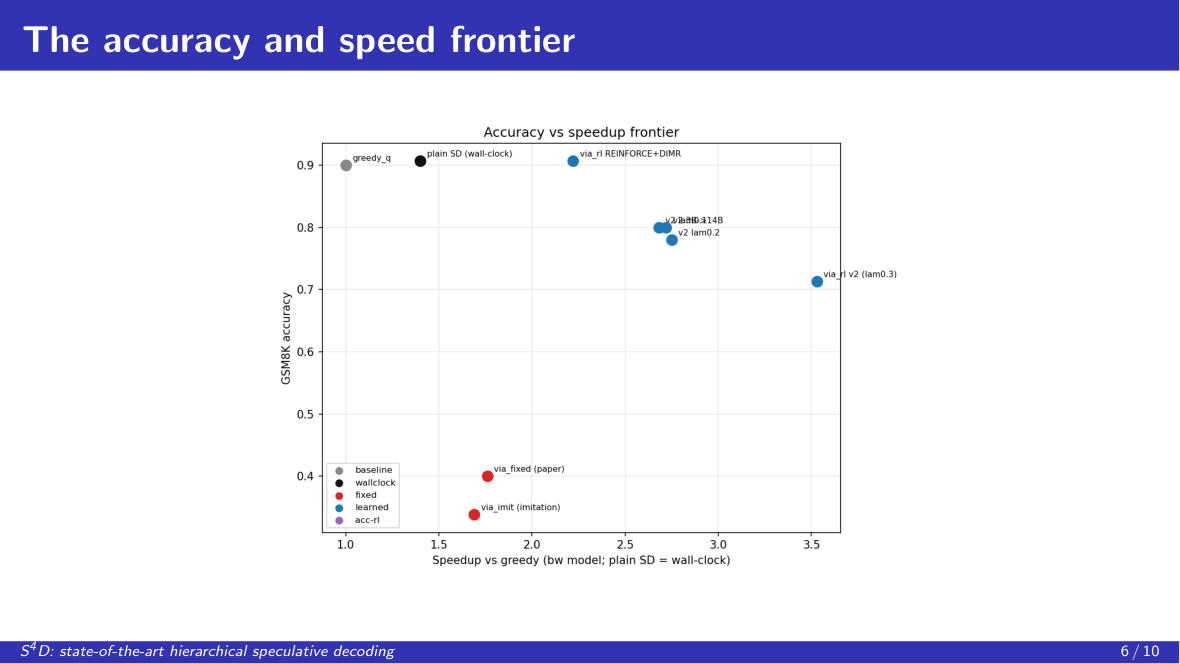 The accuracy and speed frontier
Accuracy vs speedup frontier
greedy_q
plain SD (wall-clock)
via_rl REINFORCE+DIMR
v2 lam0.2
via_rl v2 (lam0.3)
via_fixed (paper)
via_imit (imitation)
GSM8K accuracy
0.9
0.8
0.7
0.6
0.5
0.4
baseline
wallclock
fixed
learned
acc-rl
1.0 1.5 2.0 2.5 3.0 3.5
Speedup vs greedy (bw model; plain SD = wall-clock)
S⁴D: state-of-the-art hierarchical speculative decoding
6 / 10